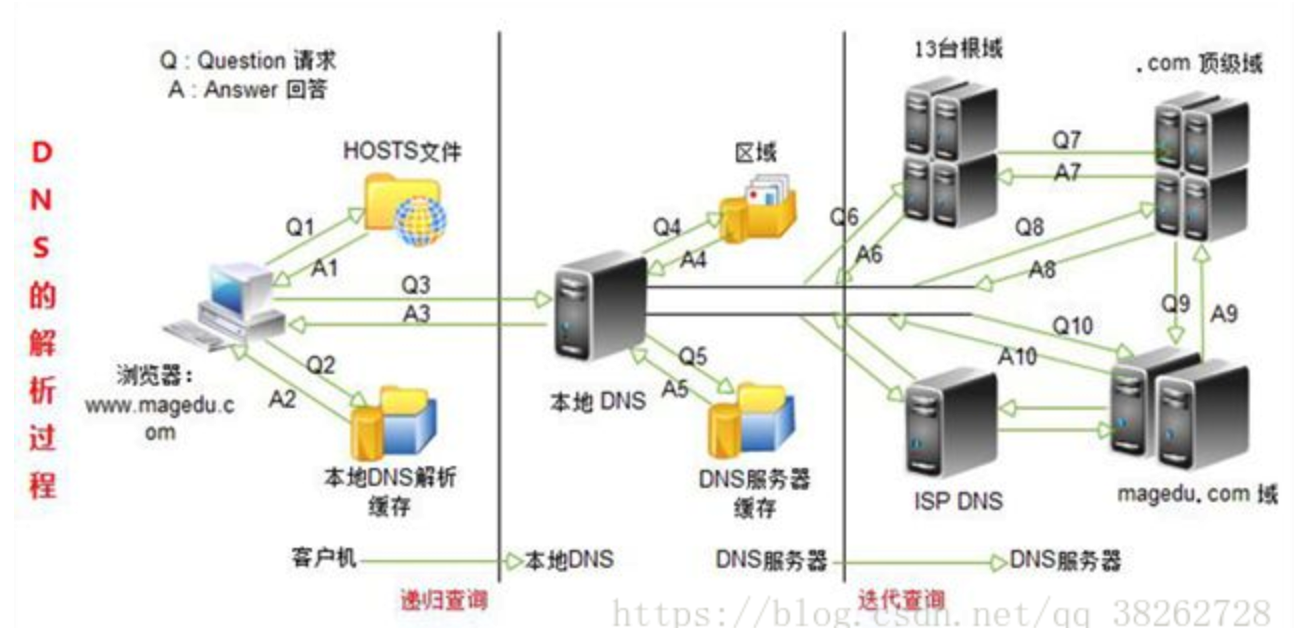 Q : Question 请求
A : Answer 回答
DNS的解析过程
HOSTS文件
Q1
A1
Q3
A3
Q2
A2
浏览器：
www.magedu.c
om
本地DNS解析
缓存
区域
Q4
A4
Q5
A5
本地 DNS
DNS服务器
缓存
13台根域
.com 顶级域
Q7
A7
Q6
A6
Q8
A8
Q9
A9
Q10
A10
ISP DNS
magedu.com 域
客户机
本地DNS
DNS服务器
DNS服务器
递归查询
迭代查询
https://blog.csdn.net/qq_38262728